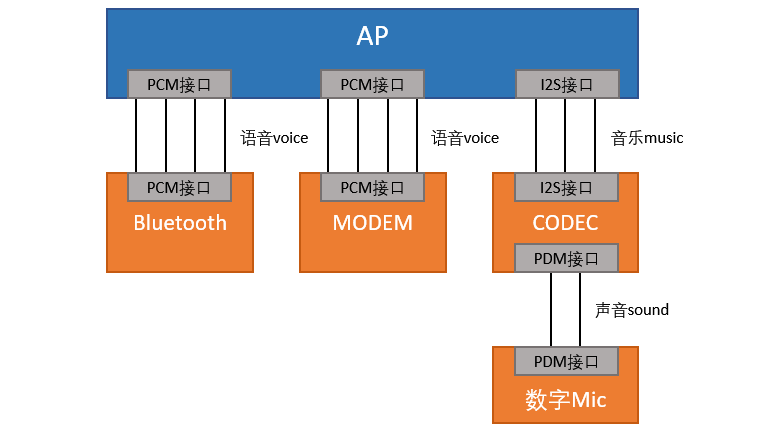 AP
PCM接口
PCM接口
I2S接口
语音voice
语音voice
音乐music
PCM接口
PCM接口
I2S接口
Bluetooth
MODEM
CODEC
PDM接口
声音sound
PDM接口
数字Mic